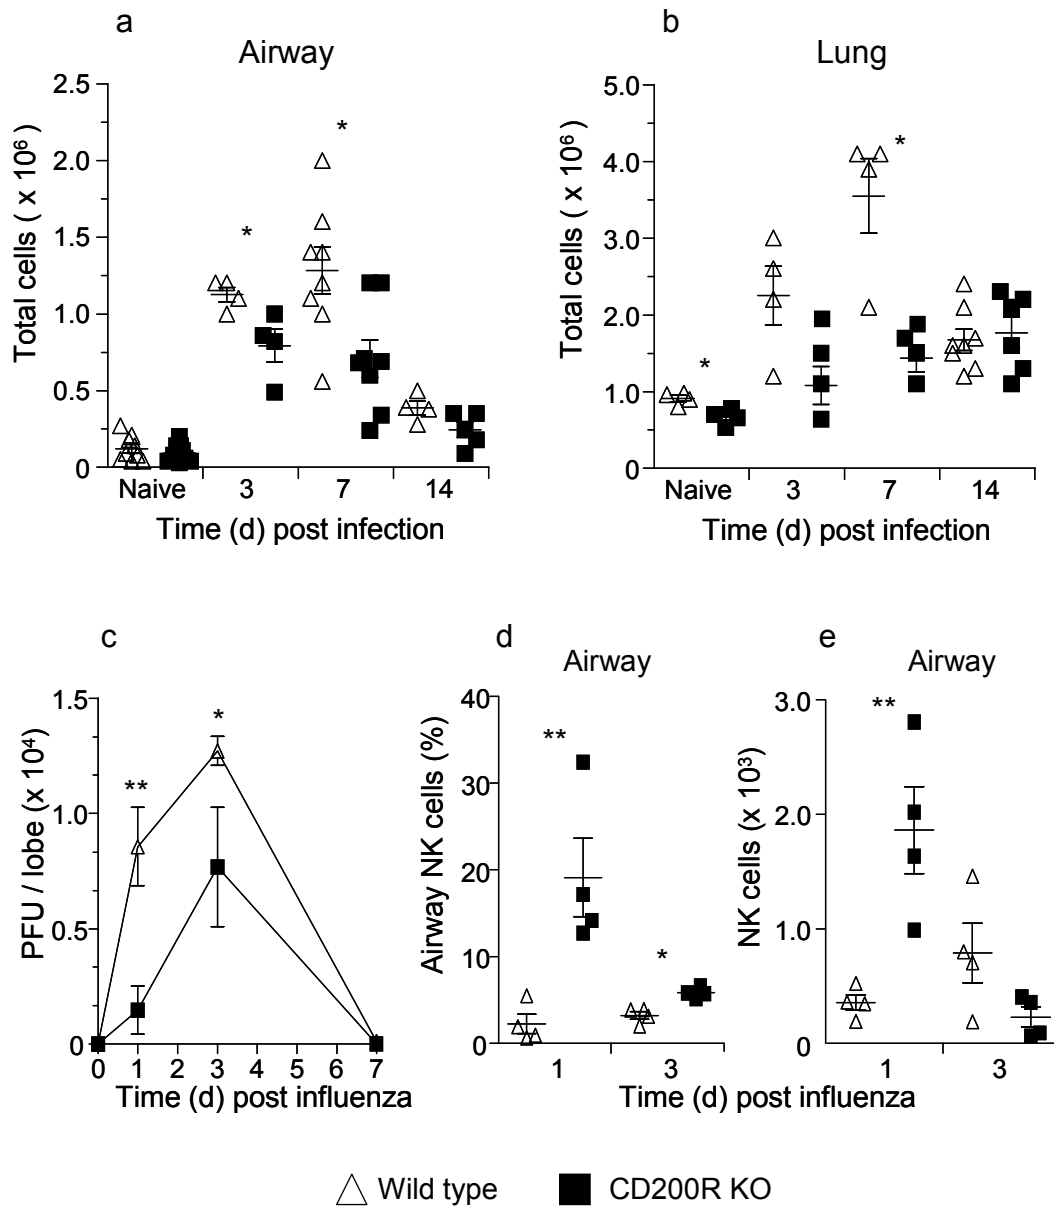 a
Airway
Total cells ( x 10⁶ )
2.5
2.0
1.5
1.0
0.5
0
*
*
Naive 3 7 14
Time (d) post infection
b
Lung
Total cells ( x 10⁶ )
5.0
4.0
3.0
2.0
1.0
0
*
*
Naive 3 7 14
Time (d) post infection
c
PFU / lobe (x 10⁴)
1.5
1.0
0.5
0
**
*
0 1 2 3 4 5 6 7
Time (d) post influenza
d
Airway
Airway NK cells (%)
40
30
20
10
0
**
*
1 3
e
Airway
NK cells (x 10³)
3.0
2.0
1.0
0
**
1 3
Time (d) post influenza
Wild type
CD200R KO